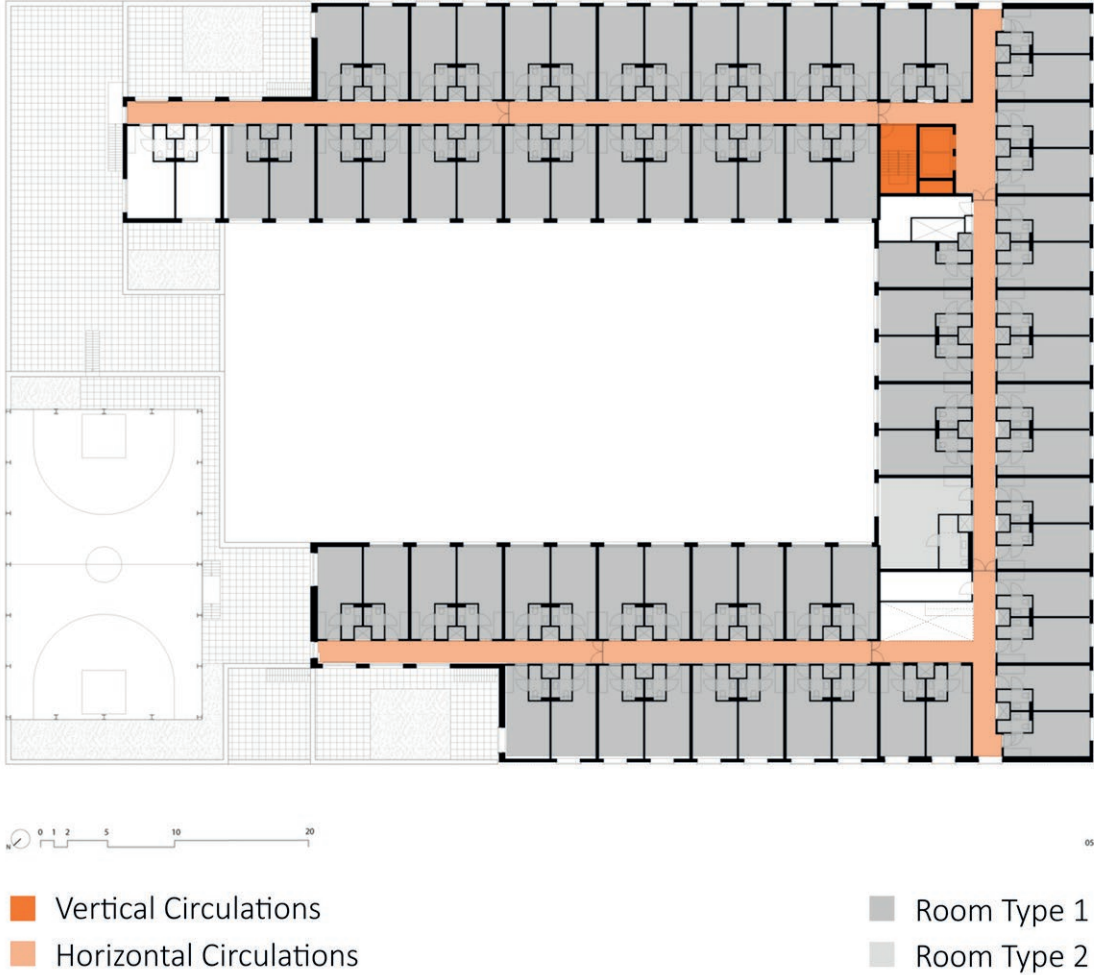 N 0 1 2 5 10 20
05
Vertical Circulations
Horizontal Circulations
Room Type 1
Room Type 2